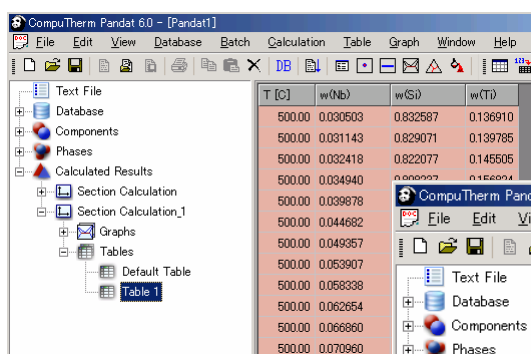 CompuTherm Pandat 6.0 - [Pandat1]
File Edit View Database Batch Calculation Table Graph Window Help
DB
Text File
Database
Components
Phases
Calculated Results
Section Calculation
Section Calculation_1
Graphs
Tables
Default Table
Table 1
T [C] w(Nb) w(Si) w(Ti)
500.00 0.030503 0.832587 0.136910
500.00 0.031143 0.829071 0.139785
500.00 0.032418 0.822077 0.145505
500.00 0.034940
500.00 0.039878
500.00 0.044682
500.00 0.049357
500.00 0.053907
500.00 0.058338
500.00 0.062654
500.00 0.066860
500.00 0.070960
CompuTherm Pand
File Edit Vi
Text File
Database
Components
Phases